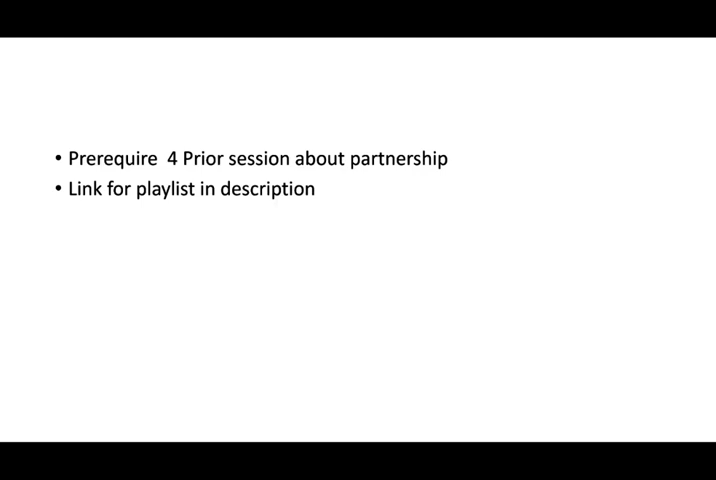 • Prerequire  4 Prior session about partnership
• Link for playlist in description